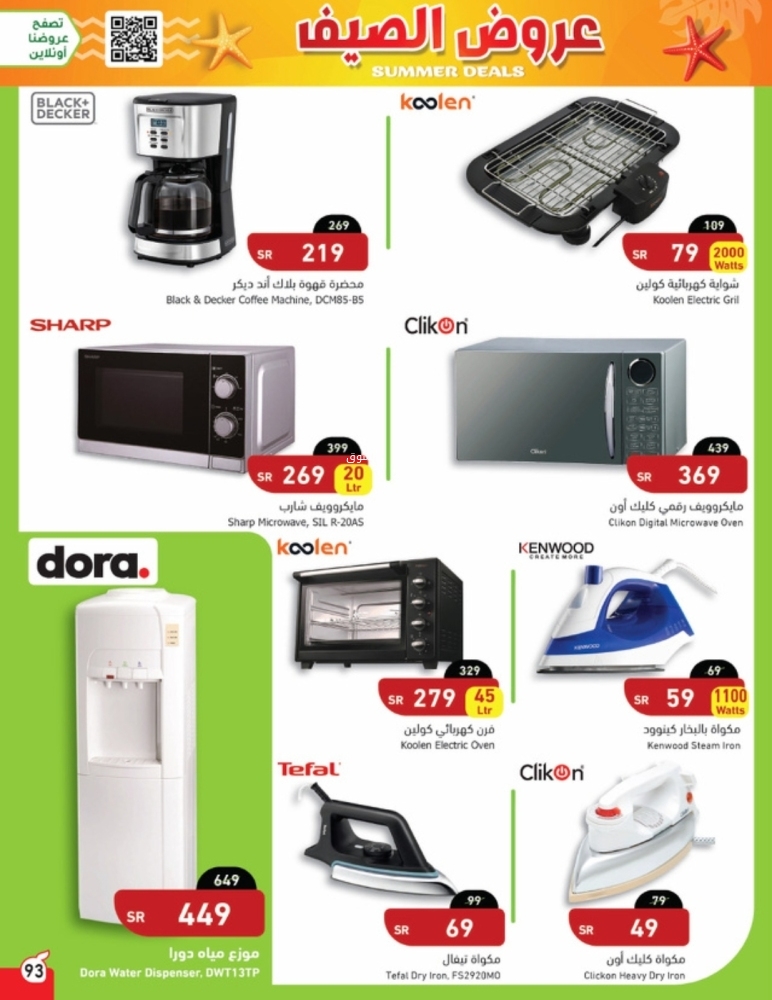 تصفح
عروضنا
أونلاين
عروض الصيف
SUMMER DEALS
BLACK+
DECKER
269
SR 219
محضرة قهوة بلاك أند ديكر
Black & Decker Coffee Machine, DCM85-B5
koolen
109
SR 79
2000
Watts
شواية كهربائية كولين
Koolen Electric Gril
SHARP
399
SR 269
20
Ltr
مايكروويف شارب
Sharp Microwave, SIL R-20AS
Clikon
Clikon
439
SR 369
مايكروويف رقمي كليك أون
Clikon Digital Microwave Oven
dora.
649
SR 449
موزع مياه دورا
Dora Water Dispenser, DWT13TP
koolen
329
SR 279
45
Ltr
فرن كهربائي كولين
Koolen Electric Oven
KENWOOD
CREATE MORE
KENWOOD
69
SR 59
1100
Watts
مكواة بالبخار كينوود
Kenwood Steam Iron
Tefal
99
SR 69
مكواة تيفال
Tefal Dry Iron, FS2920MO
Clikon
79
SR 49
مكواة كليك أون
Clickon Heavy Dry Iron
93